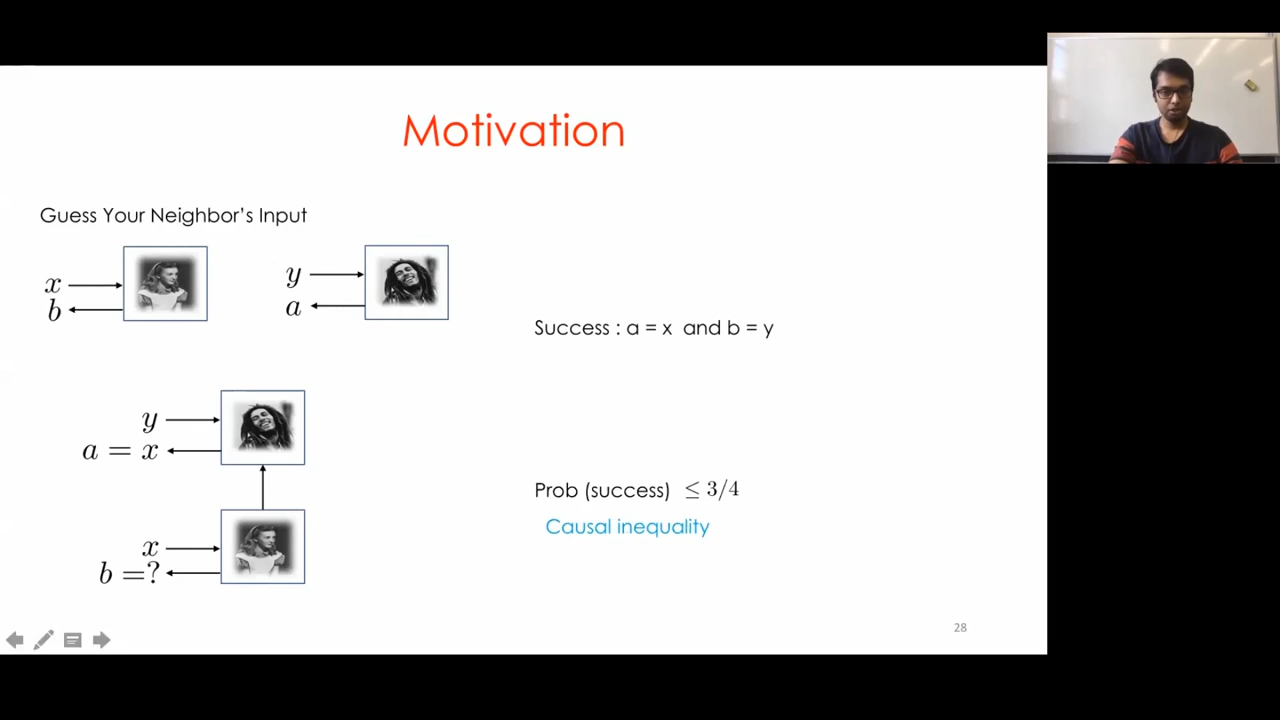 Motivation
Guess Your Neighbor's Input
x
b
y
a
Success : a = x and b = y
y
a = x
x
b =?
Prob (success) ≤ 3/4
Causal inequality
28